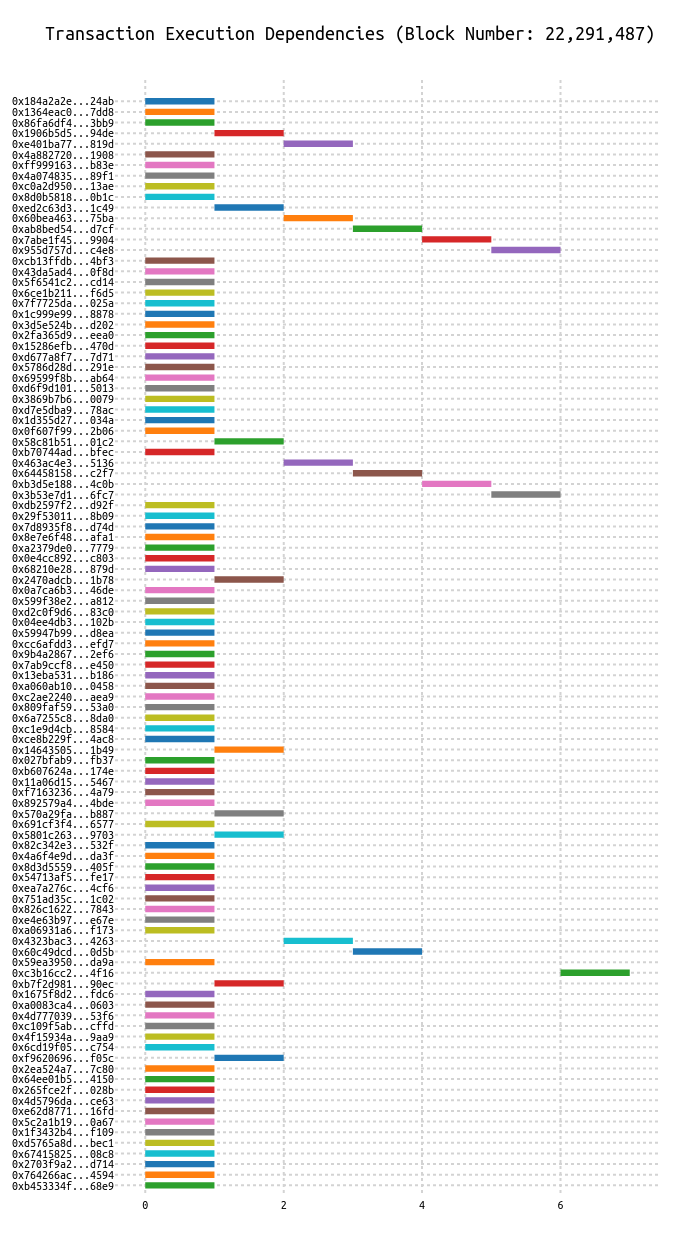 Transaction Execution Dependencies (Block Number: 22,291,487)
0x184a2a2e...24ab
0x1364eac0...7dd8
0x86fa6df4...3bb9
0x1906b5d5...94de
0xe401ba77...819d
0x4a882720...1908
0xff999163...b83e
0x4a074835...89f1
0xc0a2d950...13ae
0x8d0b5818...0b1c
0xed2c63d3...1c49
0x60bea463...75ba
0xab8bed54...d7cf
0x7abe1f45...9904
0x955d757d...c4e8
0xcb13ffdb...4bf3
0x43da5ad4...0f8d
0x5f6541c2...cd14
0x6ce1b211...f6d5
0x7f7725da...025a
0x1c999e99...8878
0x3d5e524b...d202
0x2fa365d9...eea0
0x15286efb...470d
0xd677a8f7...7d71
0x5786d28d...291e
0x69599f8b...ab64
0xd6f9d101...5013
0x3869b7b6...0079
0xd7e5dba9...78ac
0x1d355d27...034a
0x0f607f99...2b06
0x58c81b51...01c2
0xb70744ad...bfec
0x463ac4e3...5136
0x64458158...c2f7
0xb3d5e188...4c0b
0x3b53e7d1...6fc7
0xdb2597f2...d92f
0x29f53011...8b09
0x7d8935f8...d74d
0x8e7e6f48...afa1
0xa2379de0...7779
0x0e4cc892...c803
0x68210e28...879d
0x2470adcb...1b78
0x0a7ca6b3...46de
0x599f38e2...a812
0xd2c0f9d6...83c0
0x04ee4db3...102b
0x59947b99...d8ea
0xcc6afdd3...efd7
0x9b4a2867...2ef6
0x7ab9ccf8...e450
0x13eba531...b186
0xa060ab10...0458
0xc2ae2240...aea9
0x809faf59...53a0
0x6a7255c8...8da0
0xc1e9d4cb...8584
0xce8b229f...4ac8
0x14643505...1b49
0x027bfab9...fb37
0xb607624a...174e
0x11a06d15...5467
0xf7163236...4a79
0x892579a4...4bde
0x570a29fa...b887
0x691cf3f4...6577
0x5801c263...9703
0x82c342e3...532f
0x4a6f4e9d...da3f
0x8d3d5559...405f
0x54713af5...fe17
0xea7a276c...4cf6
0x751ad35c...1c02
0x826c1622...7843
0xe4e63b97...e67e
0xa06931a6...f173
0x4323bac3...4263
0x60c49dcd...0d5b
0x59ea3950...da9a
0xc3b16cc2...4f16
0xb7f2d981...90ec
0x1675f8d2...fdc6
0xa0083ca4...0603
0x4d777039...53f6
0xc109f5ab...cffd
0x4f15934a...9aa9
0x6cd19f05...c754
0xf9620696...f05c
0x2ea524a7...7c80
0x64ee01b5...4150
0x265fce2f...028b
0x4d5796da...ce63
0xe62d8771...16fd
0x5c2a1b19...0a67
0x1f3432b4...f109
0xd5765a8d...bec1
0x67415825...08c8
0x2703f9a2...d714
0x764266ac...4594
0xb453334f...68e9
0 2 4 6